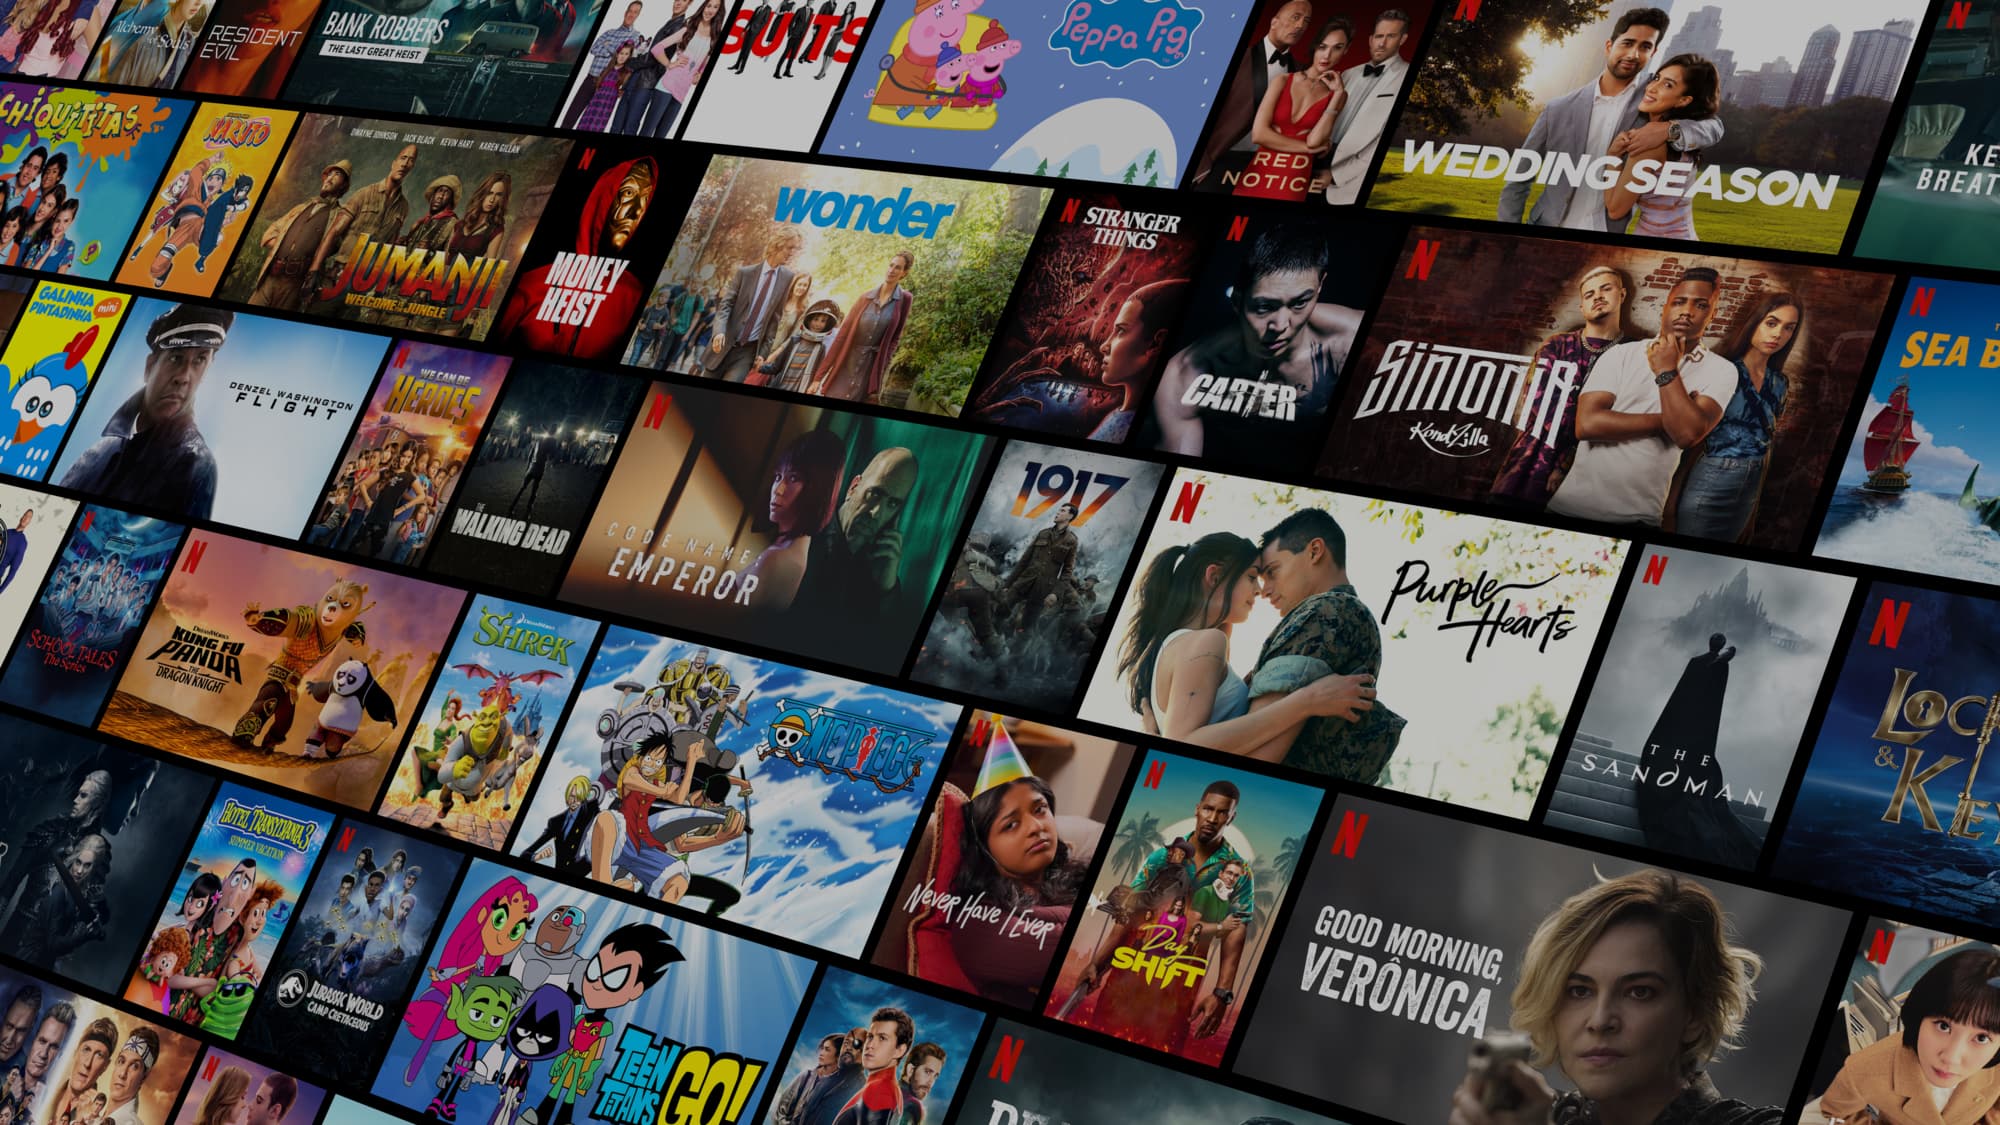 Alchemy
of Souls
RESIDENT
EVIL
BANK ROBBERS
THE LAST GREAT HEIST
SUITS
Peppa Pig
RED
NOTICE
WEDDING SEASON
BREAT
CHIQUITITAS
NARUTO
DWAYNE JOHNSON JACK BLACK KEVIN HART KAREN GILLAN
JUMANJI
WELCOME TO THE JUNGLE
MONEY
HEIST
wonder
STRANGER
THINGS
CARTER
SINTONIA
KondZilla
SEA B
GALINHA
PINTADINHA
mini
DENZEL WASHINGTON
FLIGHT
WE CAN BE
HEROES
THE
WALKING DEAD
CODE NAME:
EMPEROR
1917
Purple
Hearts
THE
SANDMAN
LOC
& KEY
SCHOOL TALES
The Series
DREAMWORKS
KUNG FU
PANDA
THE
DRAGON KNIGHT
DREAMWORKS
SHREK
ONE PIECE
Never Have I Ever
Day
SHIFT
GOOD MORNING,
VERÔNICA
HOTEL TRANSYLVANIA 3
SUMMER VACATION
JURASSIC WORLD
CAMP CRETACEOUS
TEEN
TITANS
GO!